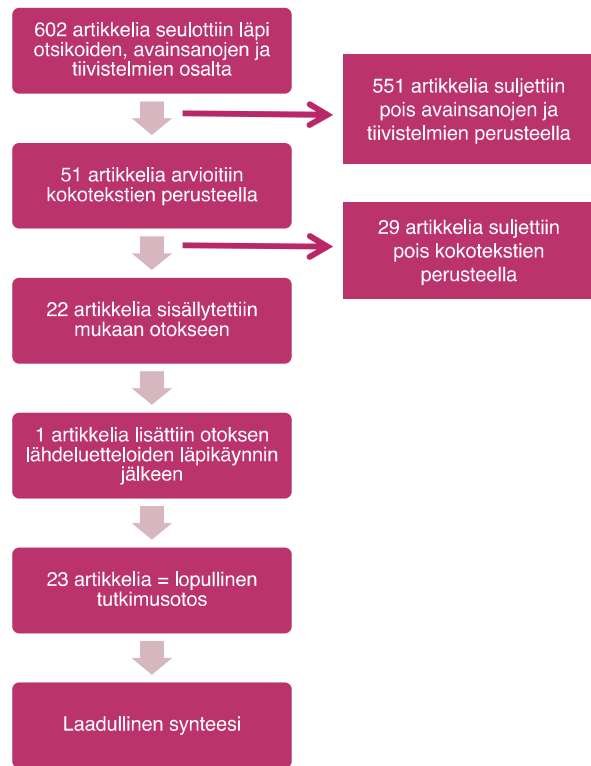 602 artikkelia seulottiin läpi
otsikoiden, avainsanojen ja
tiivistelmien osalta
551 artikkelia suljettiin
pois avainsanojen ja
tiivistelmien perusteella
51 artikkelia arvioitiin
kokotekstien perusteella
29 artikkelia suljettiin
pois kokotekstien
perusteella
22 artikkelia sisällytettiin
mukaan otokseen
1 artikkelia lisättiin otoksen
lähdeluetteloiden läpikäynnin
jälkeen
23 artikkelia = lopullinen
tutkimusotos
Laadullinen synteesi